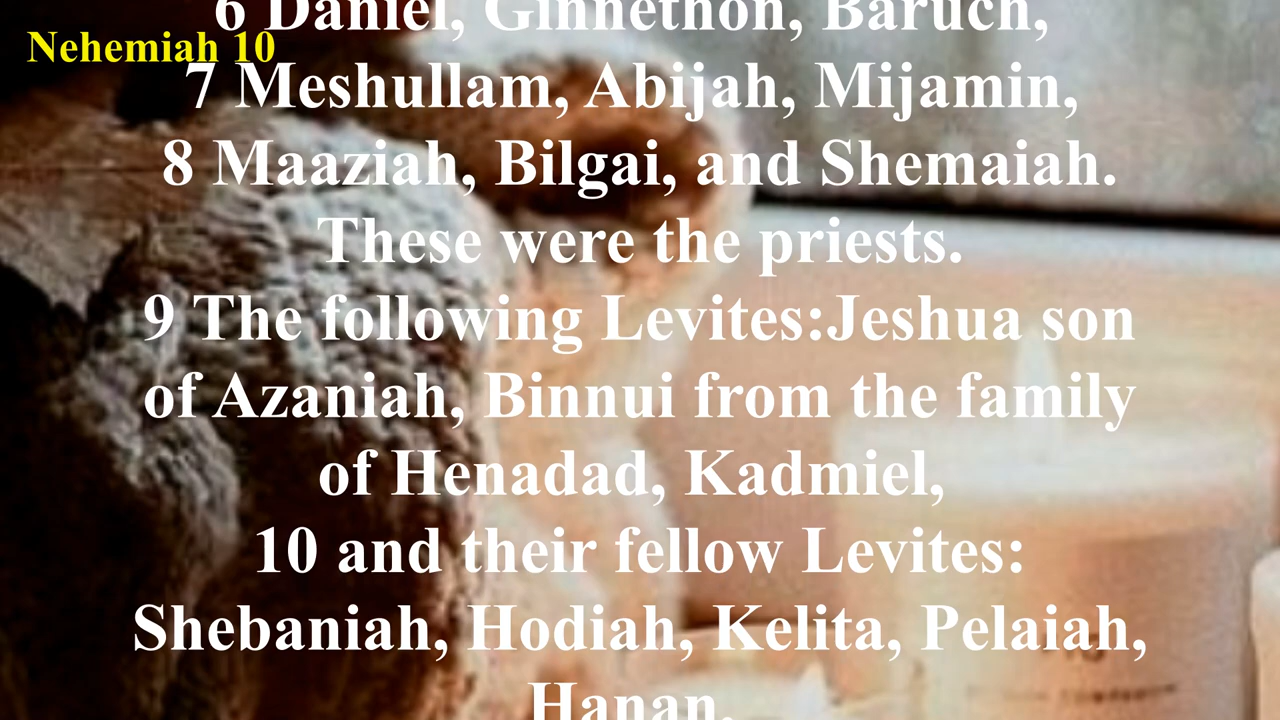 Nehemiah 10
6 Daniel, Ginnethon, Baruch,
7 Meshullam, Abijah, Mijamin,
8 Maaziah, Bilgai, and Shemaiah.
These were the priests.
9 The following Levites:Jeshua son
of Azaniah, Binnui from the family
of Henadad, Kadmiel,
10 and their fellow Levites:
Shebaniah, Hodiah, Kelita, Pelaiah,
Hanan,